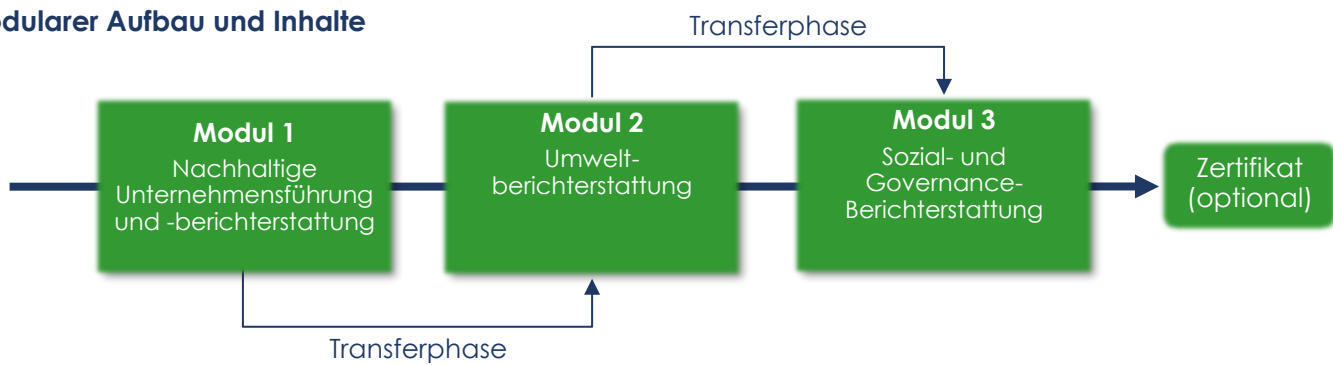 odularer Aufbau und Inhalte
Transferphase
Modul 1
Nachhaltige
Unternehmensführung
und -berichterstattung
Modul 2
Umwelt-
berichterstattung
Modul 3
Sozial- und
Governance-
Berichterstattung
Zertifikat
(optional)
Transferphase